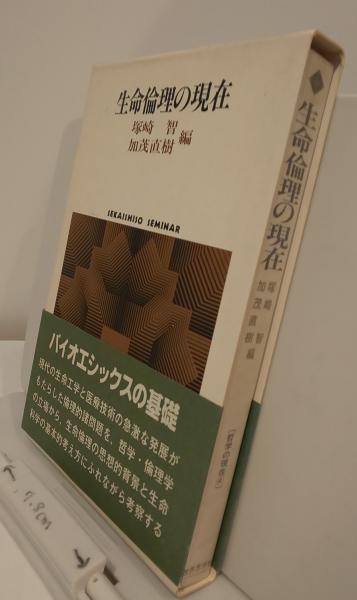 生命倫理の現在
塚崎 智
加茂直樹
編
SEKAISHISO SEMINAR
バイオエシックスの基礎
現代の生命工学と医療技術の急激な発展が
もたらした倫理的諸問題を、哲学・倫理学
の立場から、生命倫理の思想的背景と生命
科学の基本的考え方にふれながら考察する
生命倫理の現在
塚崎 智
加茂直樹
編
7.8cm